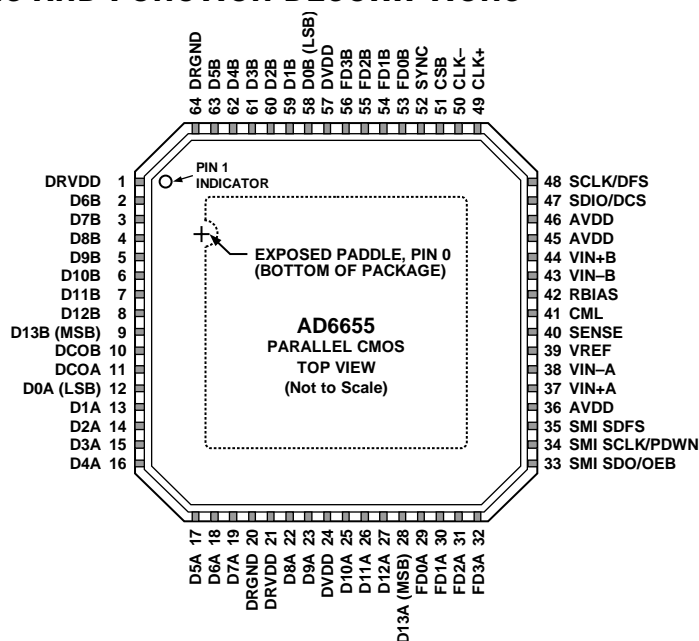 AND FUNCTION DESCRIPTIONS
64 DRGND
63 D5B
62 D4B
61 D3B
60 D2B
59 D1B
58 D0B (LSB)
57 DVDD
56 FD3B
55 FD2B
54 FD1B
53 FD0B
52 SYNC
51 CSB
50 CLK–
49 CLK+
DRVDD 1
D6B 2
D7B 3
D8B 4
D9B 5
D10B 6
D11B 7
D12B 8
D13B (MSB) 9
DCOB 10
DCOA 11
D0A (LSB) 12
D1A 13
D2A 14
D3A 15
D4A 16
PIN 1
INDICATOR
EXPOSED PADDLE, PIN 0
(BOTTOM OF PACKAGE)
AD6655
PARALLEL CMOS
TOP VIEW
(Not to Scale)
48 SCLK/DFS
47 SDIO/DCS
46 AVDD
45 AVDD
44 VIN+B
43 VIN–B
42 RBIAS
41 CML
40 SENSE
39 VREF
38 VIN–A
37 VIN+A
36 AVDD
35 SMI SDFS
34 SMI SCLK/PDWN
33 SMI SDO/OEB
D5A 17
D6A 18
D7A 19
DRGND 20
DRVDD 21
D8A 22
D9A 23
DVDD 24
D10A 25
D11A 26
D12A 27
D13A (MSB) 28
FD0A 29
FD1A 30
FD2A 31
FD3A 32